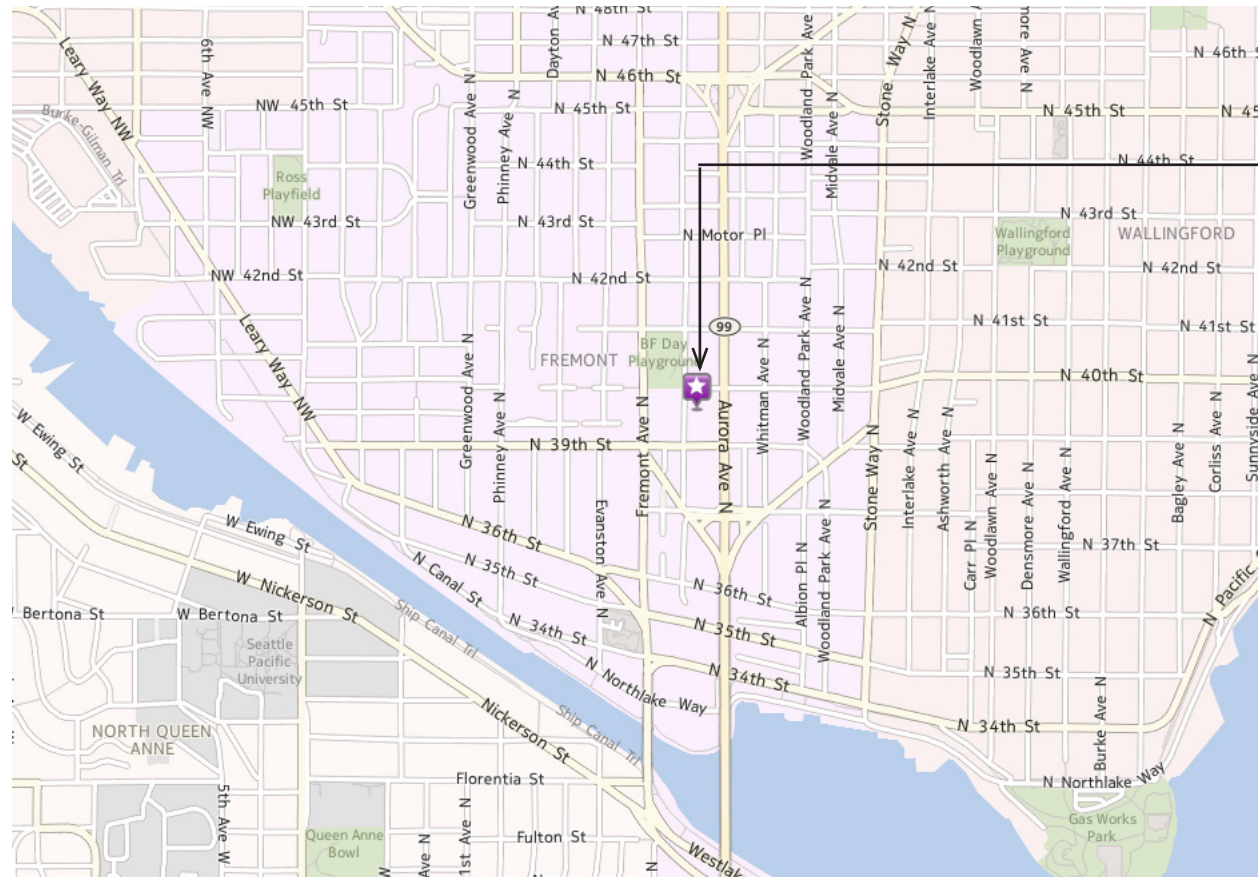 N 48th St
Dayton Av
N 47th St
N 46th St
N 46th
6th Ave NW
Leary Way NW
NW 45th St
N 45th St
N 45th St
N 45
Greenwood Ave N
Phinney Ave N
Woodland Park Ave
Midvale Ave N
Stone Way N
Interlake Ave N
Woodlawn
more Ave N
Burke-Gilman Trl
Ross
Playfield
N 44th St
N 44th St
NW 43rd St
N 43rd St
N 43rd St
N Motor Pl
Wallingford
Playground
WALLINGFORD
NW 42nd St
N 42nd St
N 42nd St
N 42nd St
Leary Way NW
99
N 41st St
N 41st St
BF Day
Playground
FREMONT
Greenwood Ave N
Phinney Ave N
Fremont Ave N
Aurora Ave N
Whitman Ave N
Woodland Park Ave N
Midvale Ave N
N 40th St
N 39th St
W Ewing St
St
Stone Way N
Interlake Ave N
Ashworth Ave N
Carr Pl N
Woodlawn Ave N
Densmore Ave N
Wallingford Ave N
Bagley Ave N
Corliss Ave N
Sunnyside Ave N
Evanston Ave N
N 36th St
N 35th St
N Canal St
N 34th St
W Ewing St
W Nickerson St
Ship Canal Trl
N 37th St
N 36th St
N 36th St
N Pacific
Albion Pl N
Woodland Park Ave N
Bertona St
W Bertona St
Seattle
Pacific
University
N 35th St
N 35th St
N 34th St
N Northlake Way
Nickerson St
Ship Canal Trl
NORTH QUEEN
ANNE
N 34th St
Burke Ave N
Florentia St
N Northlake Way
5th Ave W
Queen Anne
Bowl
W
Ave N
1st Ave N
Fulton St
N
Westlak
Gas Works
Park